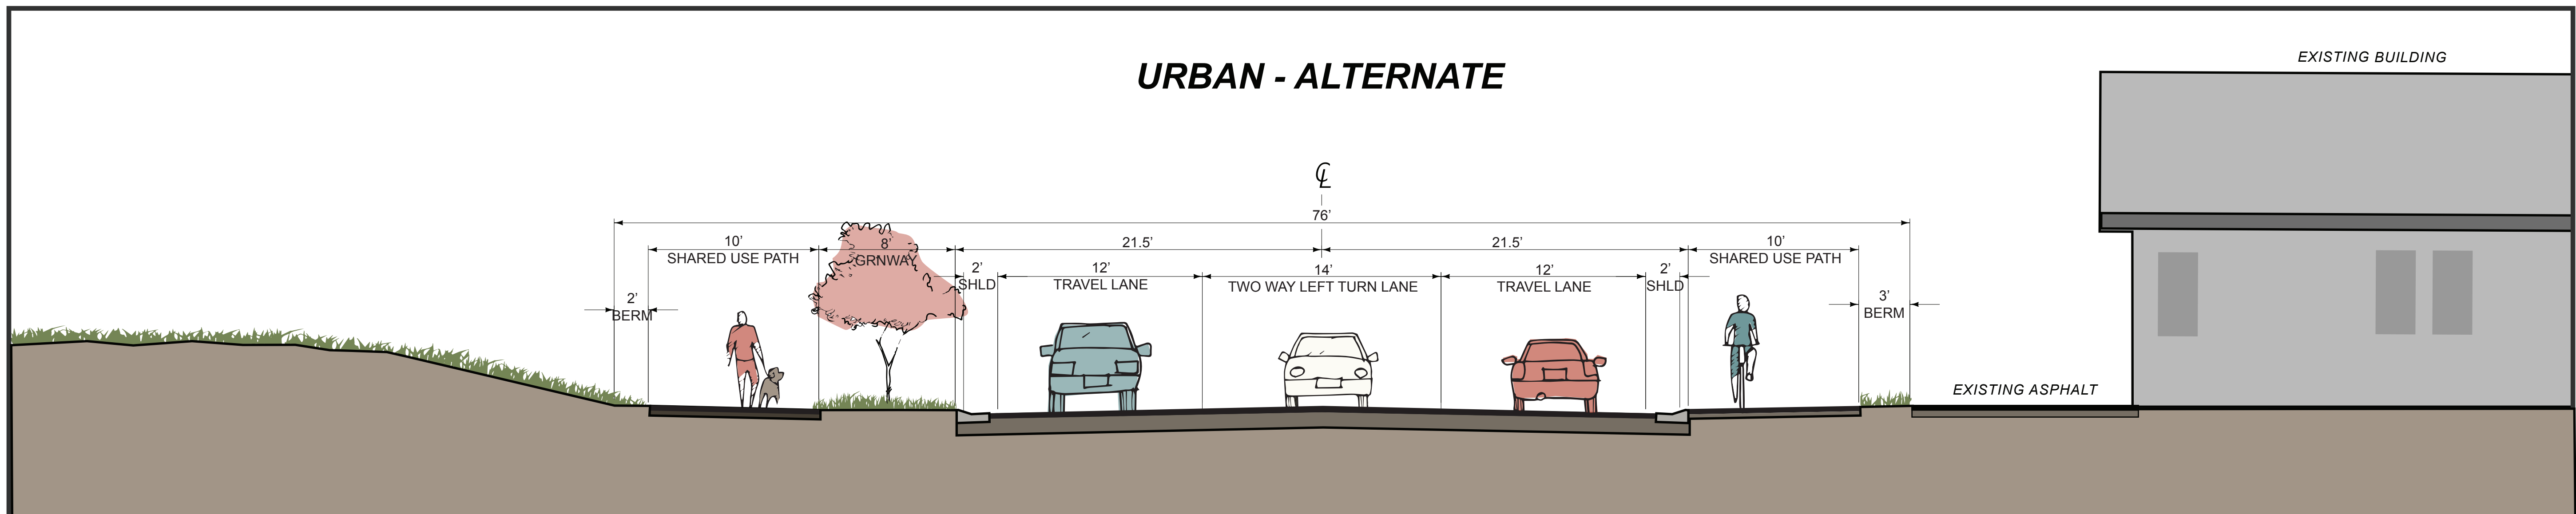 URBAN - ALTERNATE
EXISTING BUILDING
℄
76’
10’
SHARED USE PATH
8’
GRNWAY
21.5’
21.5’
10’
SHARED USE PATH
2’
SHLD
12’
TRAVEL LANE
14’
TWO WAY LEFT TURN LANE
12’
TRAVEL LANE
2’
SHLD
2’
BERM
3’
BERM
EXISTING ASPHALT